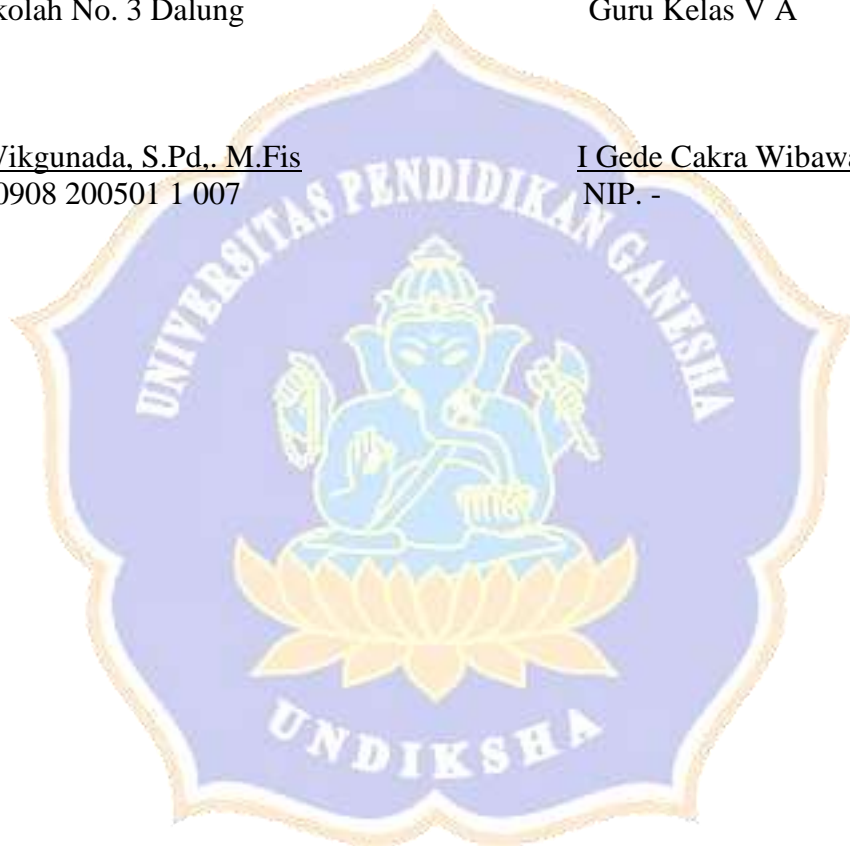 kolah No. 3 Dalung Guru Kelas V A
Wikgunada, S.Pd,. M.Fis I Gede Cakra Wibawa
0908 200501 1 007 NIP. -
UNIVERSITAS PENDIDIKAN GANESHA
UNDIKSHA